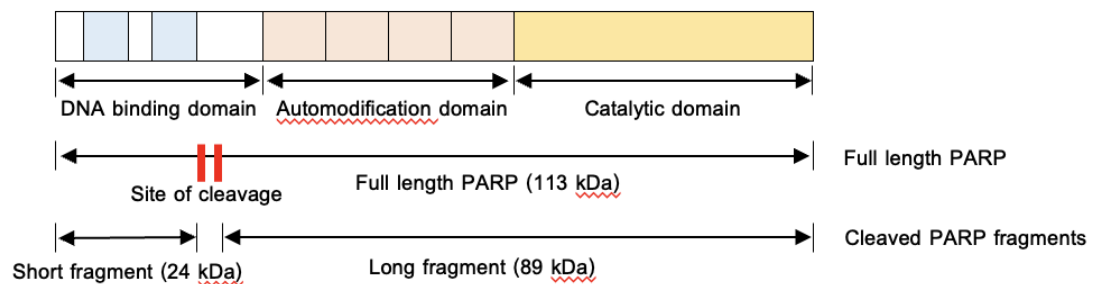 DNA binding domain Automodification domain Catalytic domain
Full length PARP
Full length PARP (113 kDa)
Site of cleavage
Cleaved PARP fragments
Short fragment (24 kDa) Long fragment (89 kDa)